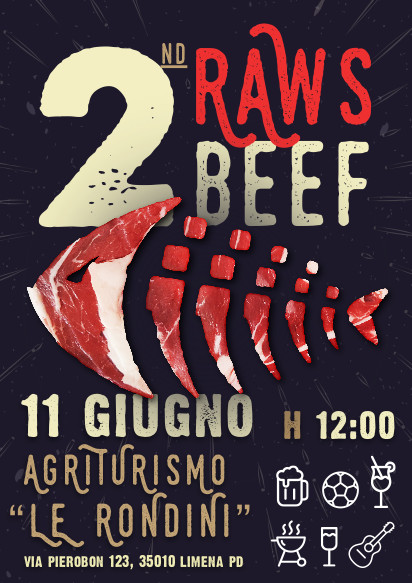 2ND RAWS
BEEF
11 GIUGNO H 12:00
AGRITURISMO
“LE RONDINI”
VIA PIEROBON 123, 35010 LIMENA PD